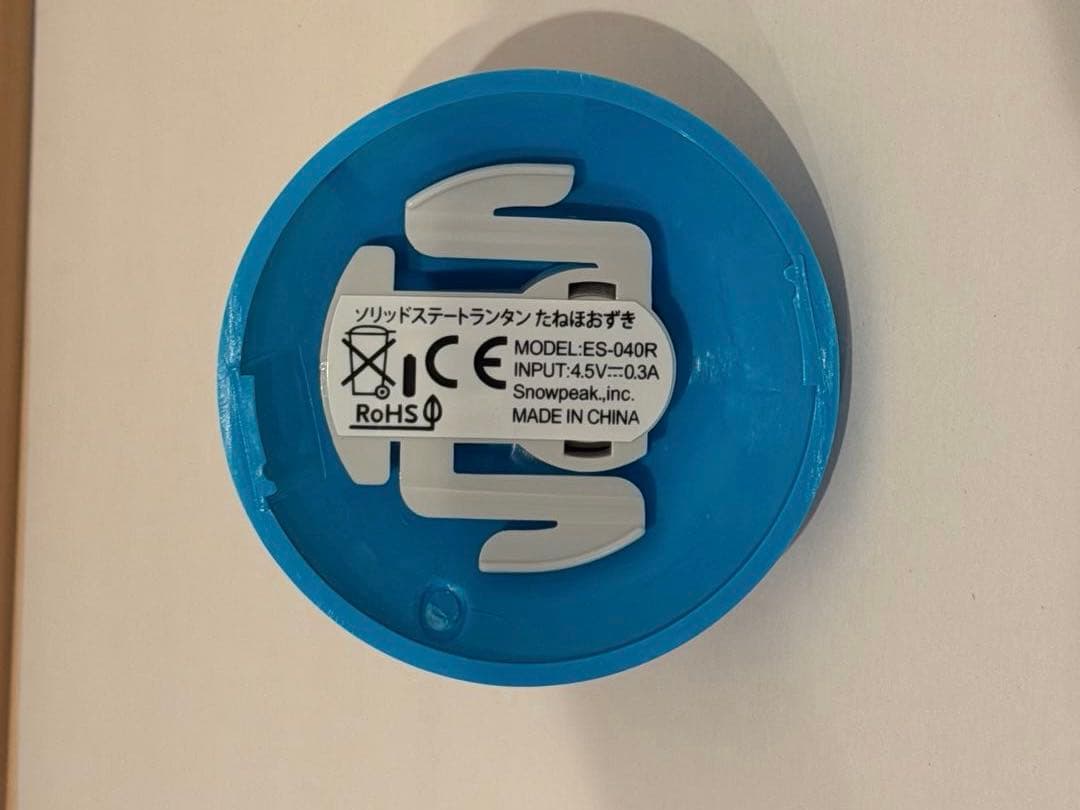 ソリッドステートランタン たねほおずき
CE
MODEL:ES-040R
INPUT:4.5V⎓0.3A
Snowpeak.,inc.
MADE IN CHINA
RoHS